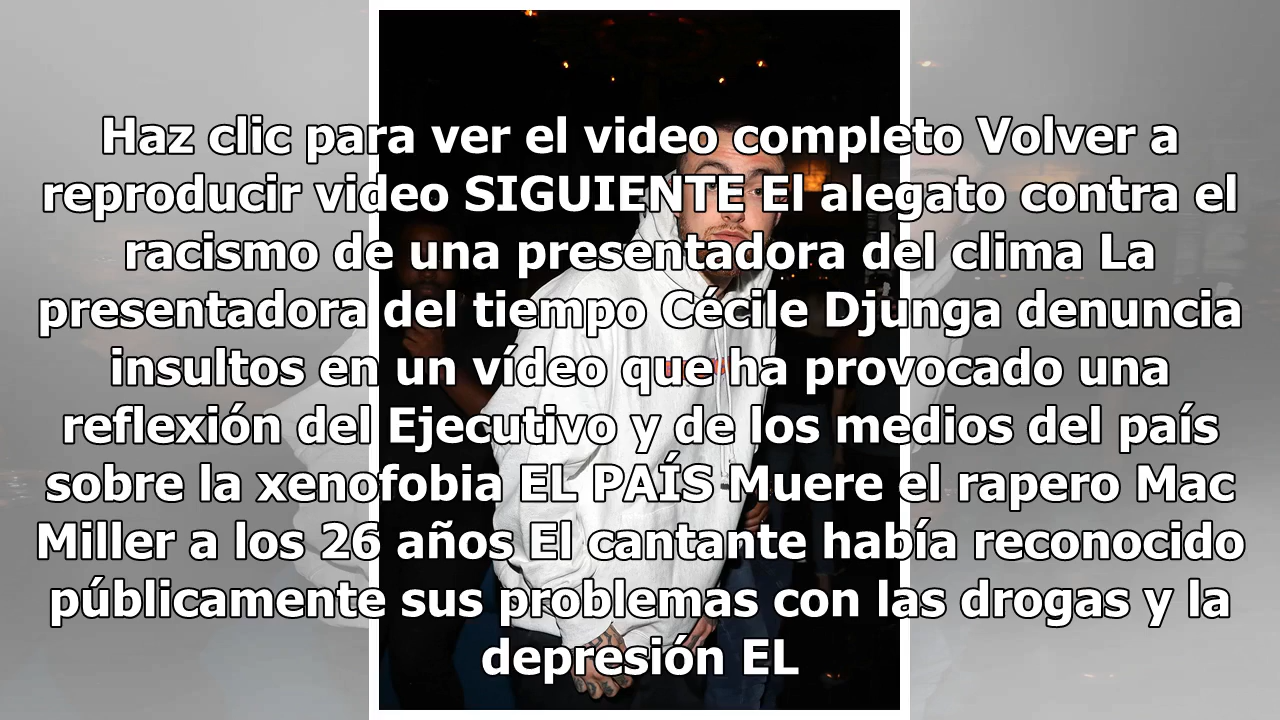 Haz clic para ver el video completo Volver a
reproducir video SIGUIENTE El alegato contra el
racismo de una presentadora del clima La
presentadora del tiempo Cécile Djunga denuncia
insultos en un vídeo que ha provocado una
reflexión del Ejecutivo y de los medios del país
sobre la xenofobia EL PAÍS Muere el rapero Mac
Miller a los 26 años El cantante había reconocido
públicamente sus problemas con las drogas y la
depresión EL